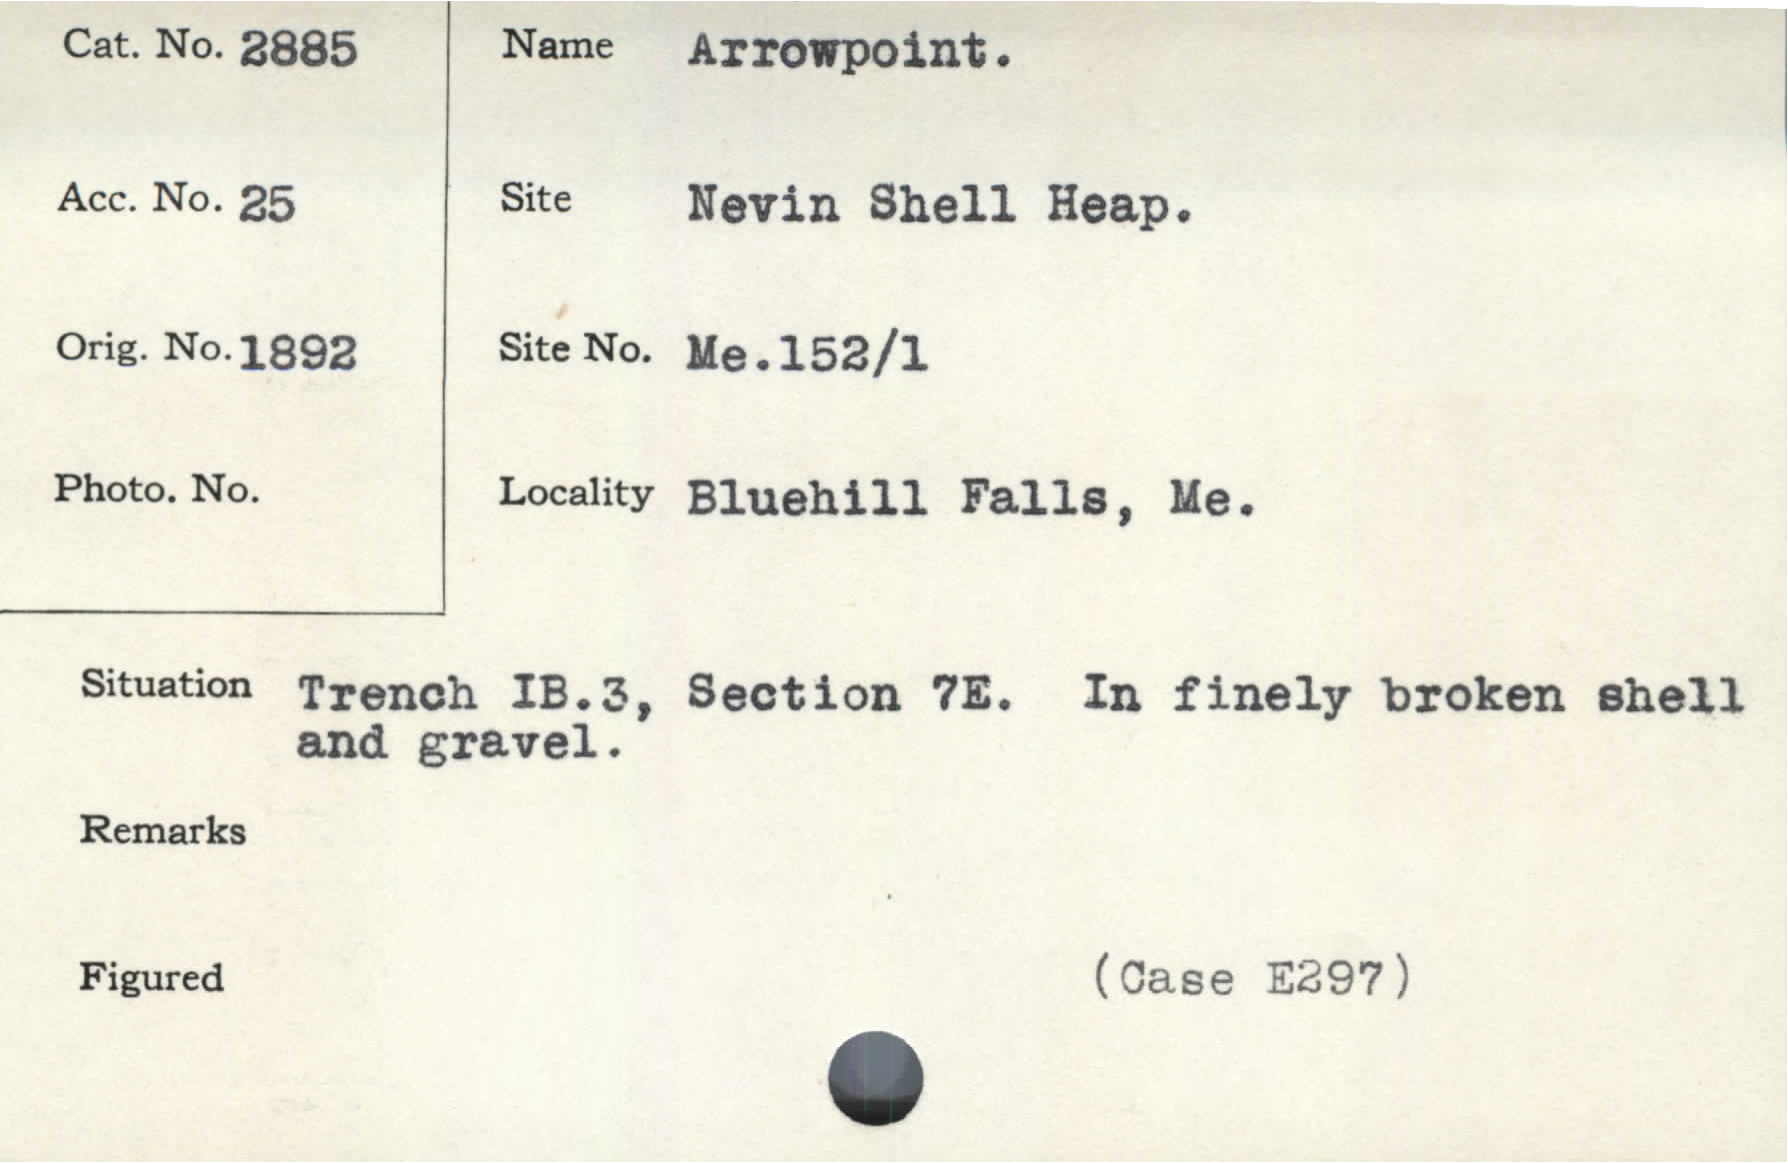 Cat. No. 2885
Name Arrowpoint.
Acc. No. 25
Site Nevin Shell Heap.
Orig. No. 1892
Site No. Me.152/1
Photo. No.
Locality Bluehill Falls, Me.
Situation Trench IB.3, Section 7E. In finely broken shell
and gravel.
Remarks
Figured
(Case E297)